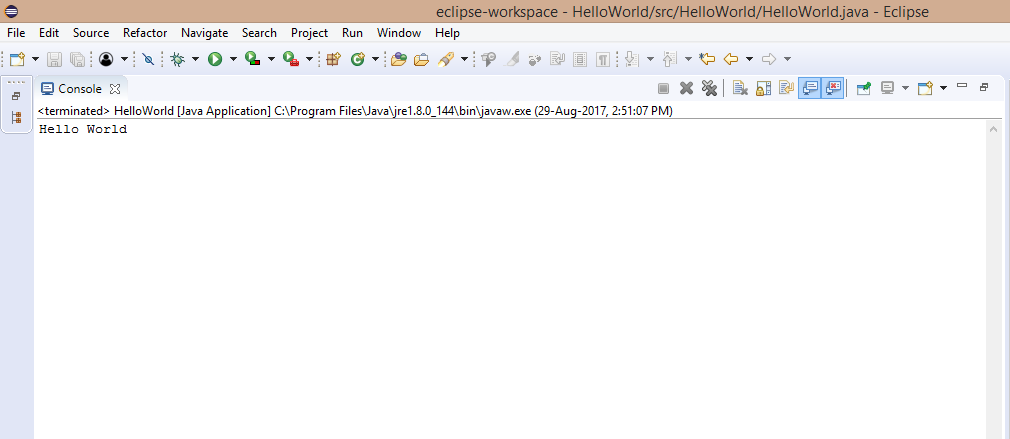 eclipse-workspace - HelloWorld/src/HelloWorld/HelloWorld.java - Eclipse
File Edit Source Refactor Navigate Search Project Run Window Help
Console
<terminated> HelloWorld [Java Application] C:\Program Files\Java\jre1.8.0_144\bin\javaw.exe (29-Aug-2017, 2:51:07 PM)
Hello World